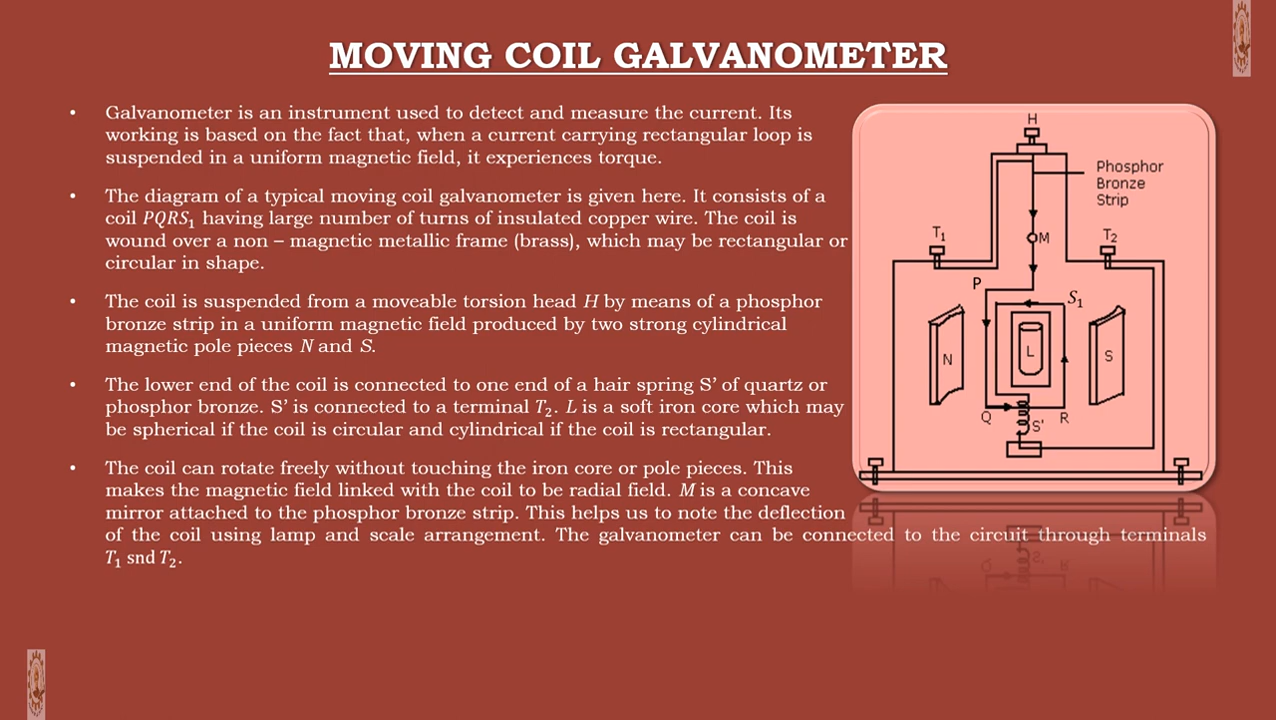 MOVING COIL GALVANOMETER
• Galvanometer is an instrument used to detect and measure the current. Its
working is based on the fact that, when a current carrying rectangular loop is
suspended in a uniform magnetic field, it experiences torque.
• The diagram of a typical moving coil galvanometer is given here. It consists of a
coil PQRS₁ having large number of turns of insulated copper wire. The coil is
wound over a non – magnetic metallic frame (brass), which may be rectangular or
circular in shape.
• The coil is suspended from a moveable torsion head H by means of a phosphor
bronze strip in a uniform magnetic field produced by two strong cylindrical
magnetic pole pieces N and S.
• The lower end of the coil is connected to one end of a hair spring S’ of quartz or
phosphor bronze. S’ is connected to a terminal T₂. L is a soft iron core which may
be spherical if the coil is circular and cylindrical if the coil is rectangular.
• The coil can rotate freely without touching the iron core or pole pieces. This
makes the magnetic field linked with the coil to be radial field. M is a concave
mirror attached to the phosphor bronze strip. This helps us to note the deflection
of the coil using lamp and scale arrangement. The galvanometer can be connected to the circuit through terminals
T₁ snd T₂.
H
Phosphor
Bronze
Strip
T₁
M
T₂
P
S₁
N
L
S
Q
S'
R